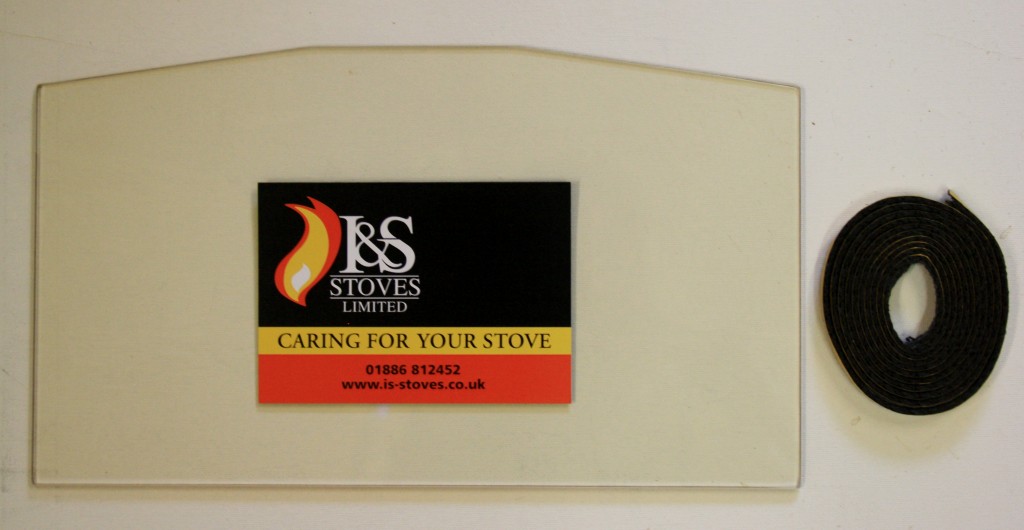 I&S
STOVES
LIMITED
CARING FOR YOUR STOVE
01886 812452
www.is-stoves.co.uk